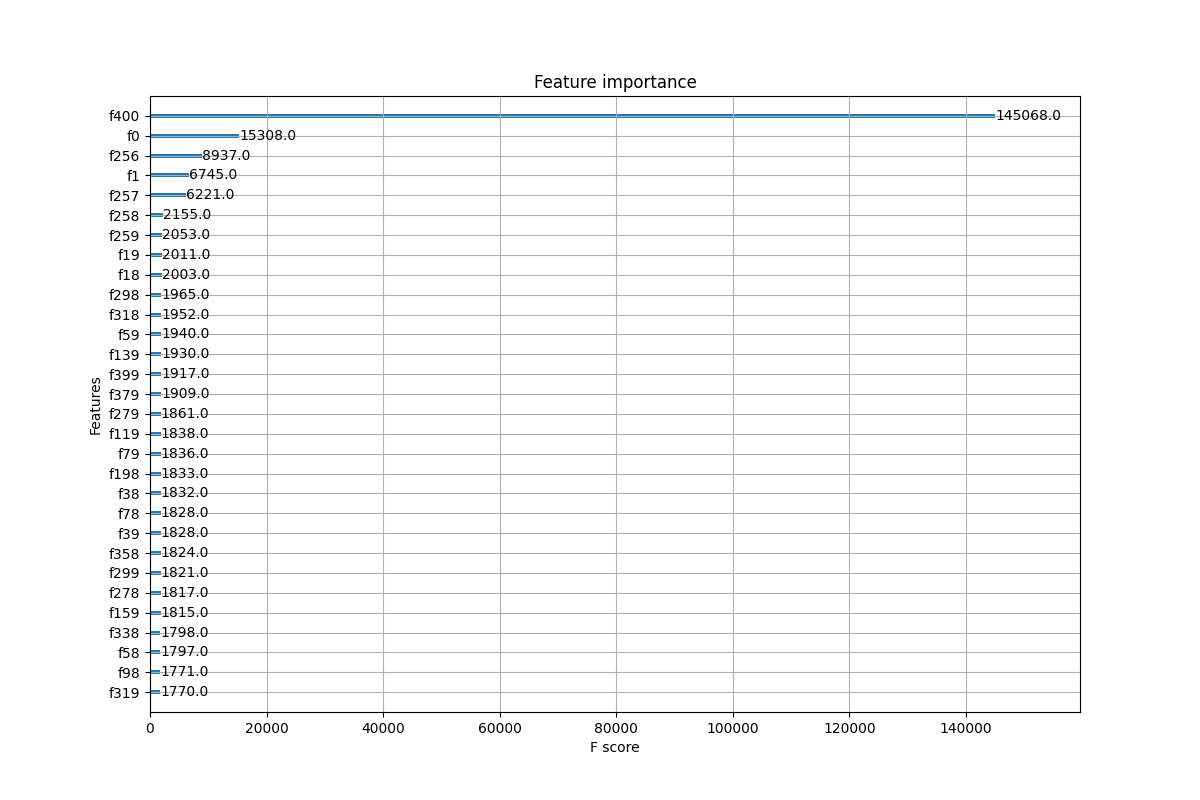 Feature importance
f400 145068.0
f0 15308.0
f256 8937.0
f1 6745.0
f257 6221.0
f258 2155.0
f259 2053.0
f19 2011.0
f18 2003.0
f298 1965.0
f318 1952.0
f59 1940.0
f139 1930.0
f399 1917.0
f379 1909.0
f279 1861.0
f119 1838.0
f79 1836.0
f198 1833.0
f38 1832.0
f78 1828.0
f39 1828.0
f358 1824.0
f299 1821.0
f278 1817.0
f159 1815.0
f338 1798.0
f58 1797.0
f98 1771.0
f319 1770.0
Features
0 20000 40000 60000 80000 100000 120000 140000
F score